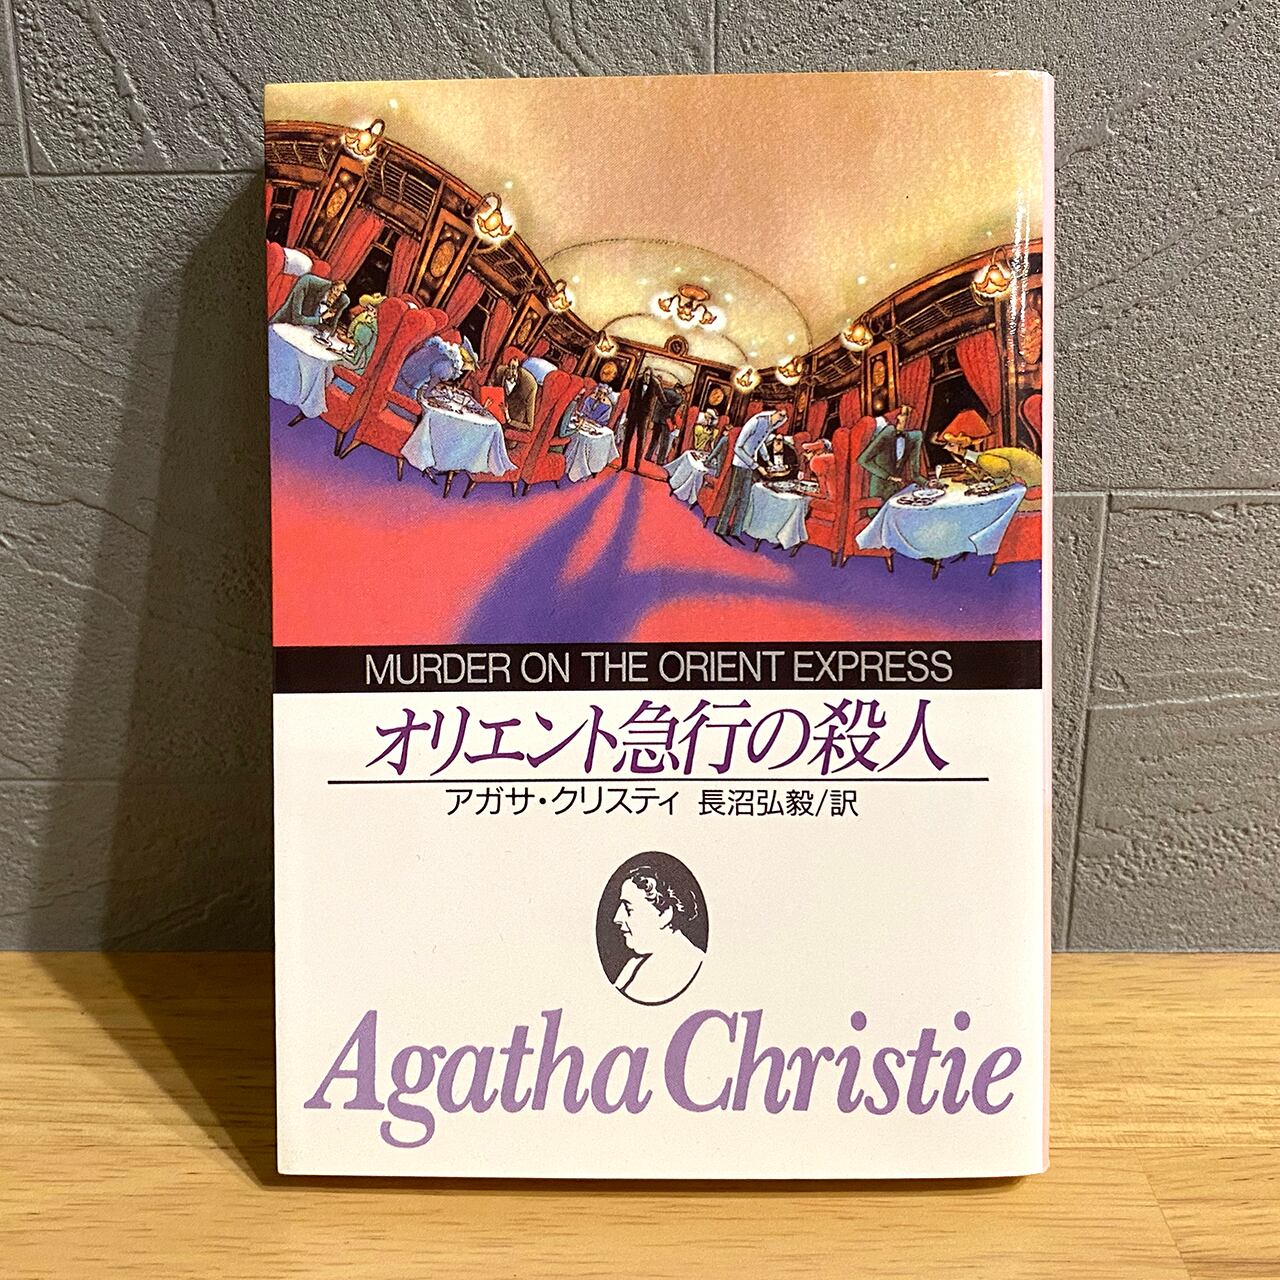 MURDER ON THE ORIENT EXPRESS
オリエント急行の殺人
アガサ・クリスティ 長沼弘毅/訳
Agatha Christie